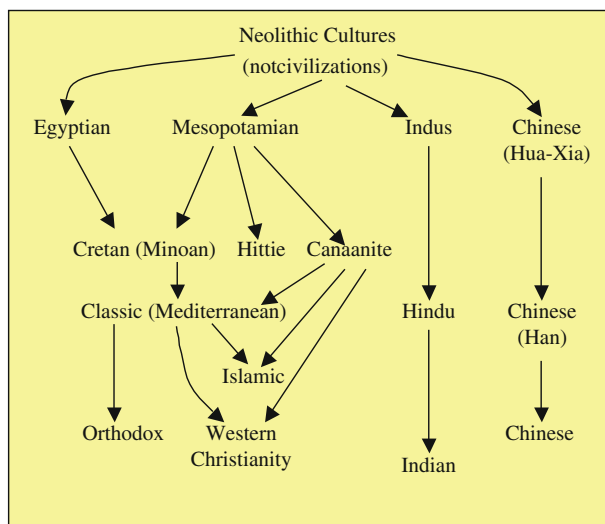 Neolithic Cultures
(notcivilizations)
Egyptian
Mesopotamian
Indus
Chinese
(Hua-Xia)
Cretan (Minoan)
Hittie
Canaanite
Classic (Mediterranean)
Hindu
Chinese
(Han)
Islamic
Orthodox
Western
Christianity
Chinese
Indian